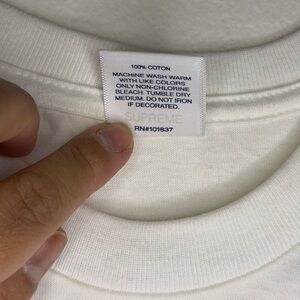 100% COTON
MACHINE WASH WARM
WITH LIKE COLORS
ONLY NON-CHLORINE
BLEACH. TUMBLE DRY
MEDIUM. DO NOT IRON
IF DECORATED.
SUPREME
RN#101837